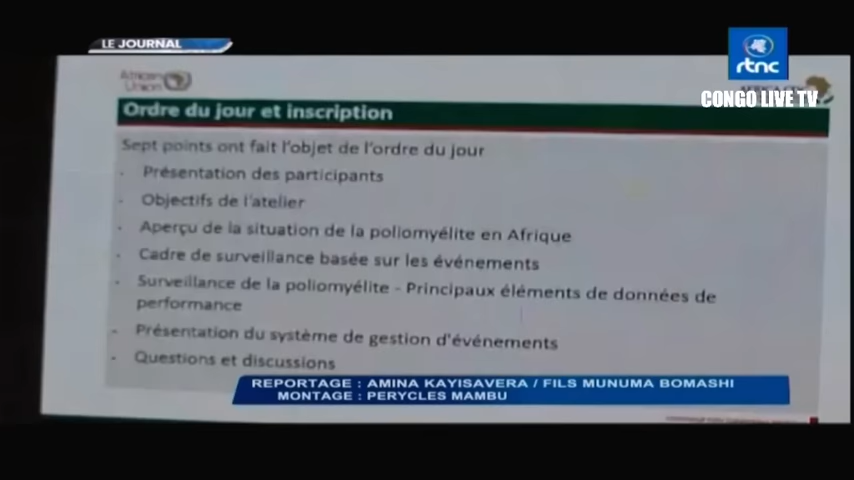 LE JOURNAL
rtnc
CONGO LIVE TV
African
Union
Ordre du jour et inscription
Sept points ont fait l'objet de l'ordre du jour
- Présentation des participants
- Objectifs de l'atelier
- Aperçu de la situation de la poliomyélite en Afrique
- Cadre de surveillance basée sur les événements
- Surveillance de la poliomyélite - Principaux éléments de données de
performance
- Présentation du système de gestion d'événements
- Questions et discussions
REPORTAGE : AMINA KAYISAVERA / FILS MUNUMA BOMASHI
MONTAGE : PERYCLES MAMBU